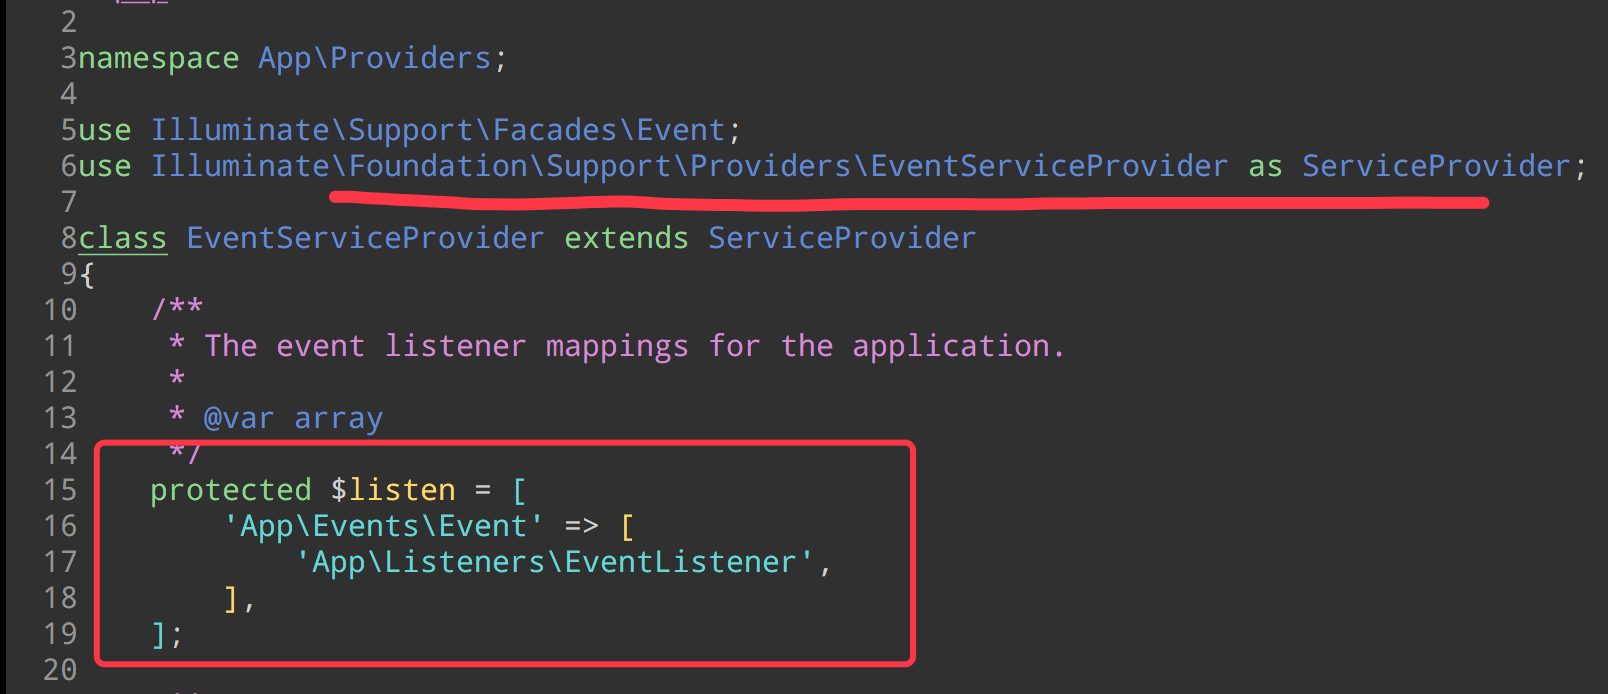 2
3namespace App\Providers;
4
5use Illuminate\Support\Facades\Event;
6use Illuminate\Foundation\Support\Providers\EventServiceProvider as ServiceProvider;
7
8class EventServiceProvider extends ServiceProvider
9{
10    /**
11     * The event listener mappings for the application.
12     *
13     * @var array
14     */
15    protected $listen = [
16        'App\Events\Event' => [
17            'App\Listeners\EventListener',
18        ],
19    ];
20